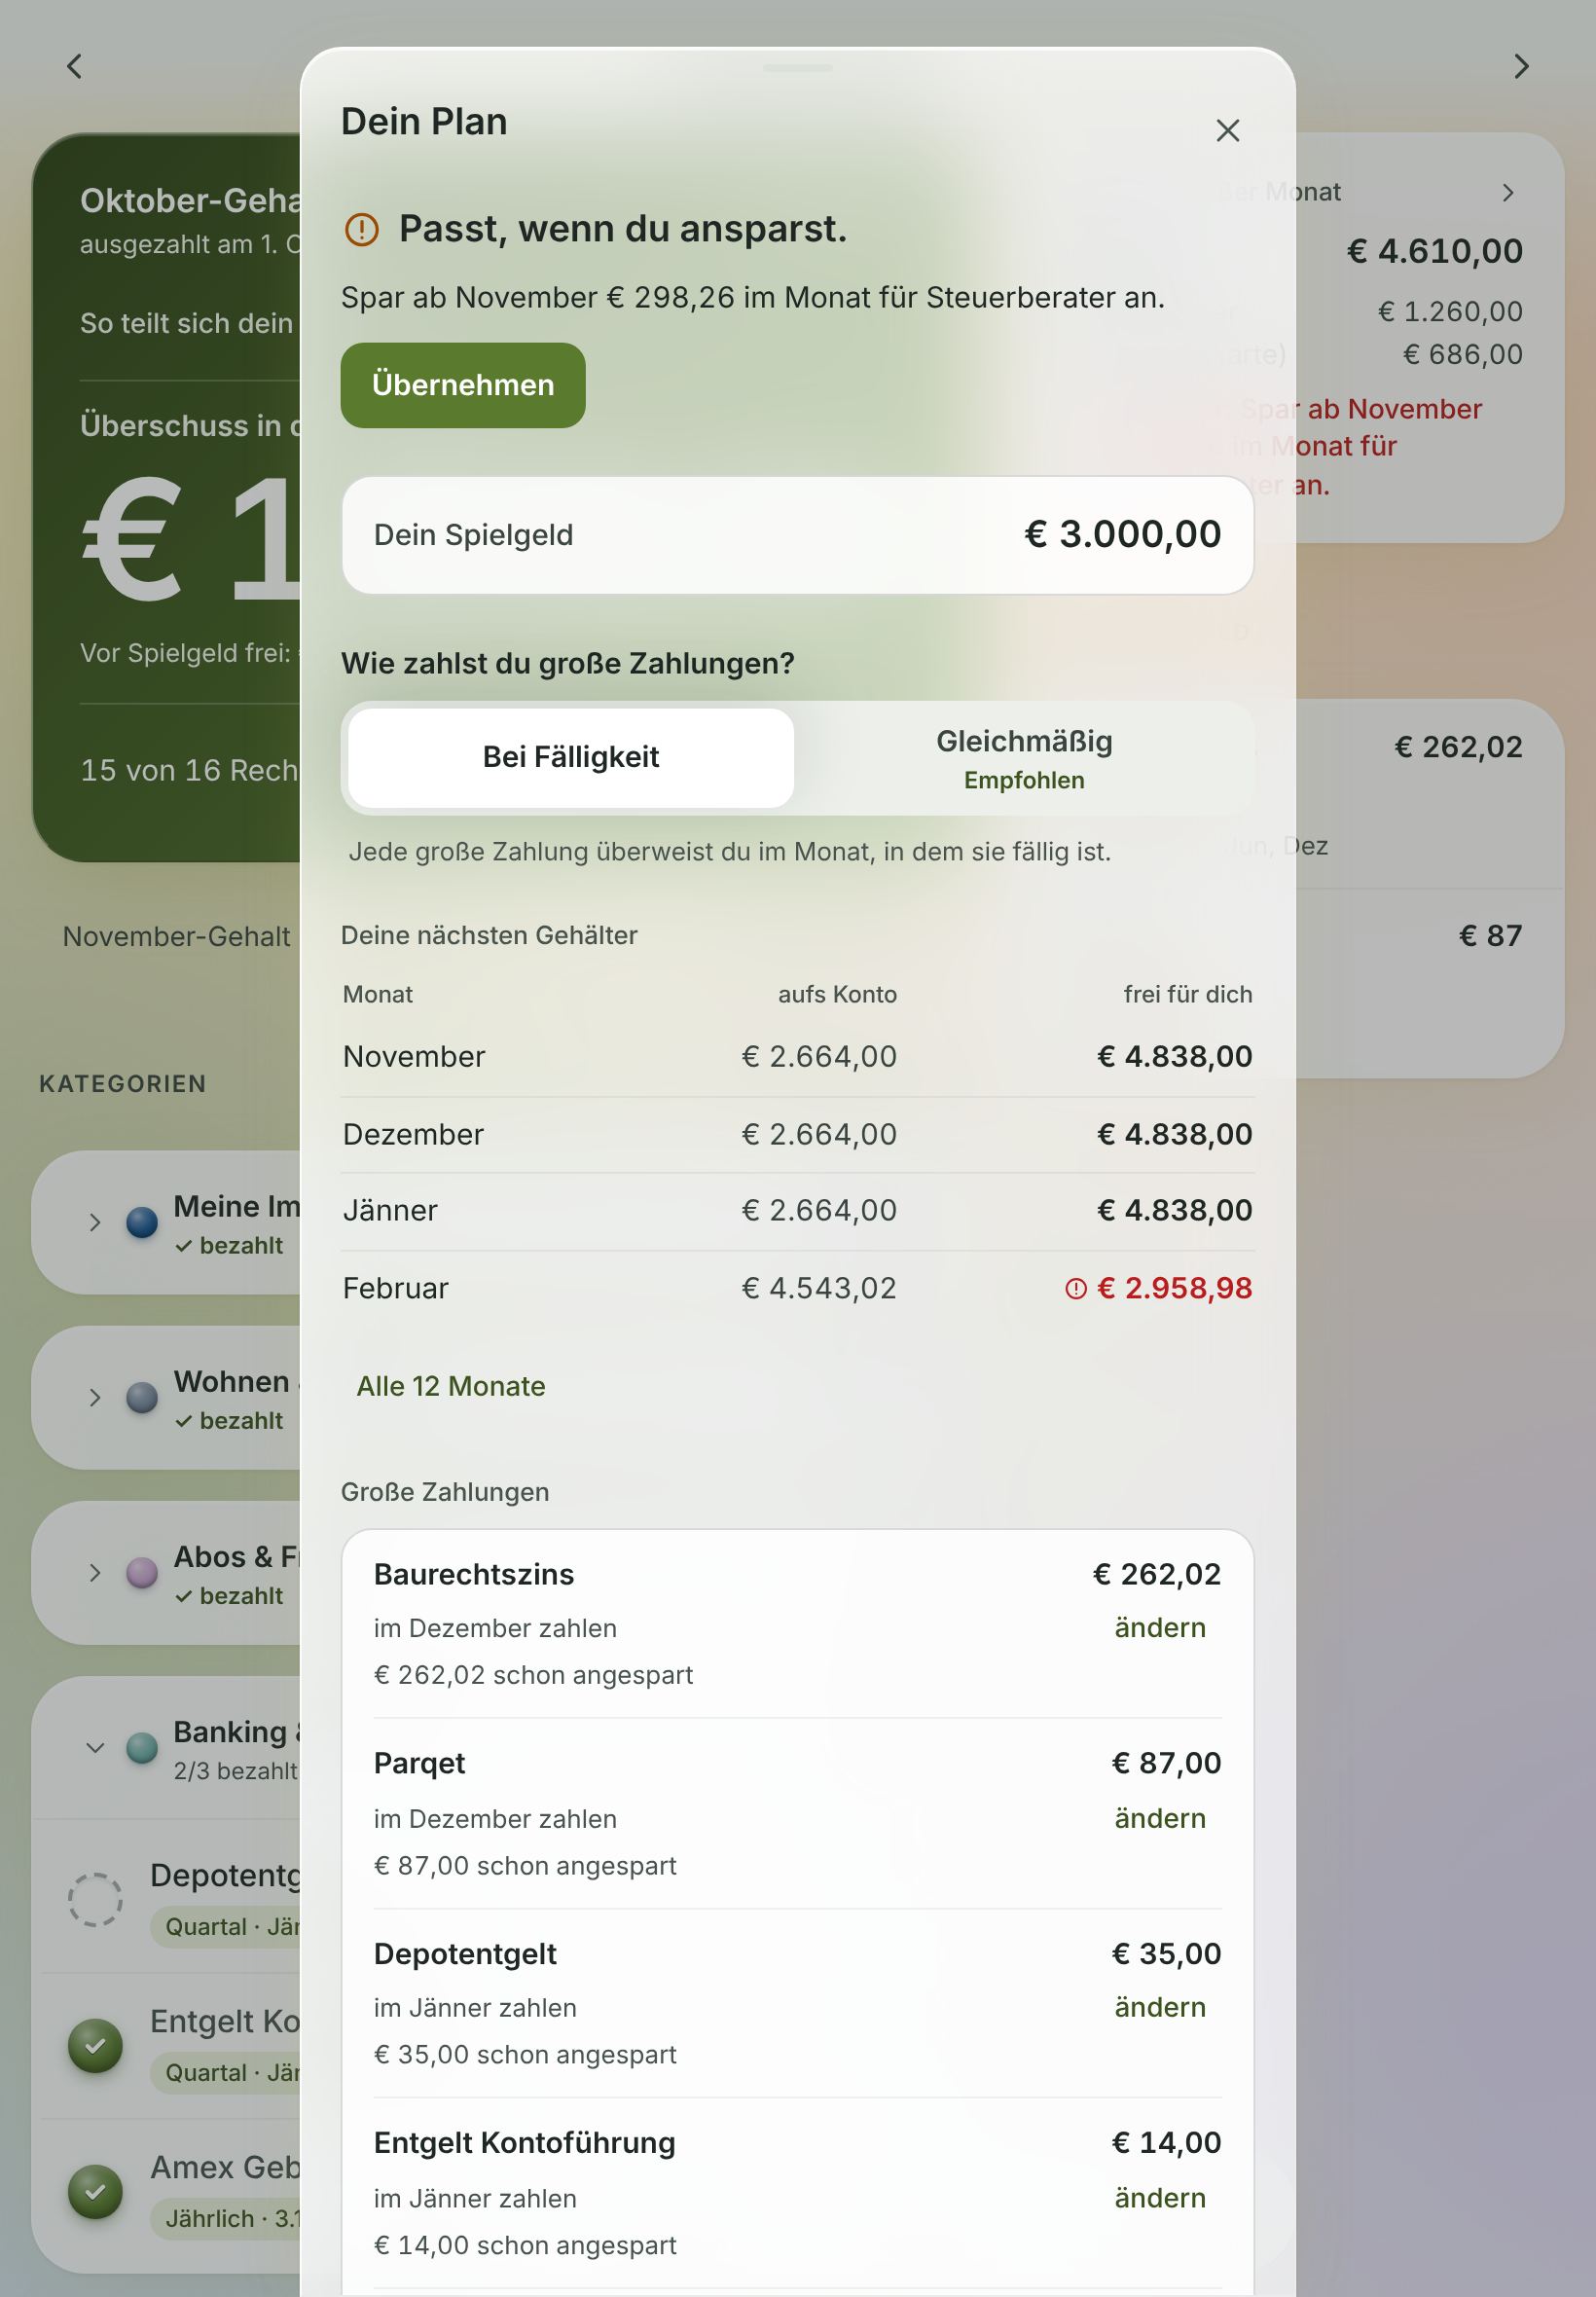 Dein Plan
Passt, wenn du ansparst.
Spar ab November € 298,26 im Monat für Steuerberater an.
Übernehmen
Dein Spielgeld € 3.000,00
Wie zahlst du große Zahlungen?
Bei Fälligkeit
Gleichmäßig
Empfohlen
Jede große Zahlung überweist du im Monat, in dem sie fällig ist.
Deine nächsten Gehälter
Monat aufs Konto frei für dich
November € 2.664,00 € 4.838,00
Dezember € 2.664,00 € 4.838,00
Jänner € 2.664,00 € 4.838,00
Februar € 4.543,02 € 2.958,98
Alle 12 Monate
Große Zahlungen
Baurechtszins € 262,02
im Dezember zahlen ändern
€ 262,02 schon angespart
Parqet € 87,00
im Dezember zahlen ändern
€ 87,00 schon angespart
Depotentgelt € 35,00
im Jänner zahlen ändern
€ 35,00 schon angespart
Entgelt Kontoführung € 14,00
im Jänner zahlen ändern
€ 14,00 schon angespart
Oktober-Geha
ausgezahlt am 1. O
So teilt sich dein
Überschuss in d
€ 1
Vor Spielgeld frei:
15 von 16 Rech
November-Gehalt
KATEGORIEN
Meine Im
bezahlt
Wohnen
bezahlt
Abos & Fr
bezahlt
Banking &
2/3 bezahlt
Depotentg
Quartal · Jän
Entgelt Ko
Quartal · Jän
Amex Geb
Jährlich · 3.1
Monat
€ 4.610,00
€ 1.260,00
arte) € 686,00
Spar ab November
im Monat für
ter an.
€ 262,02
Jun, Dez
€ 87